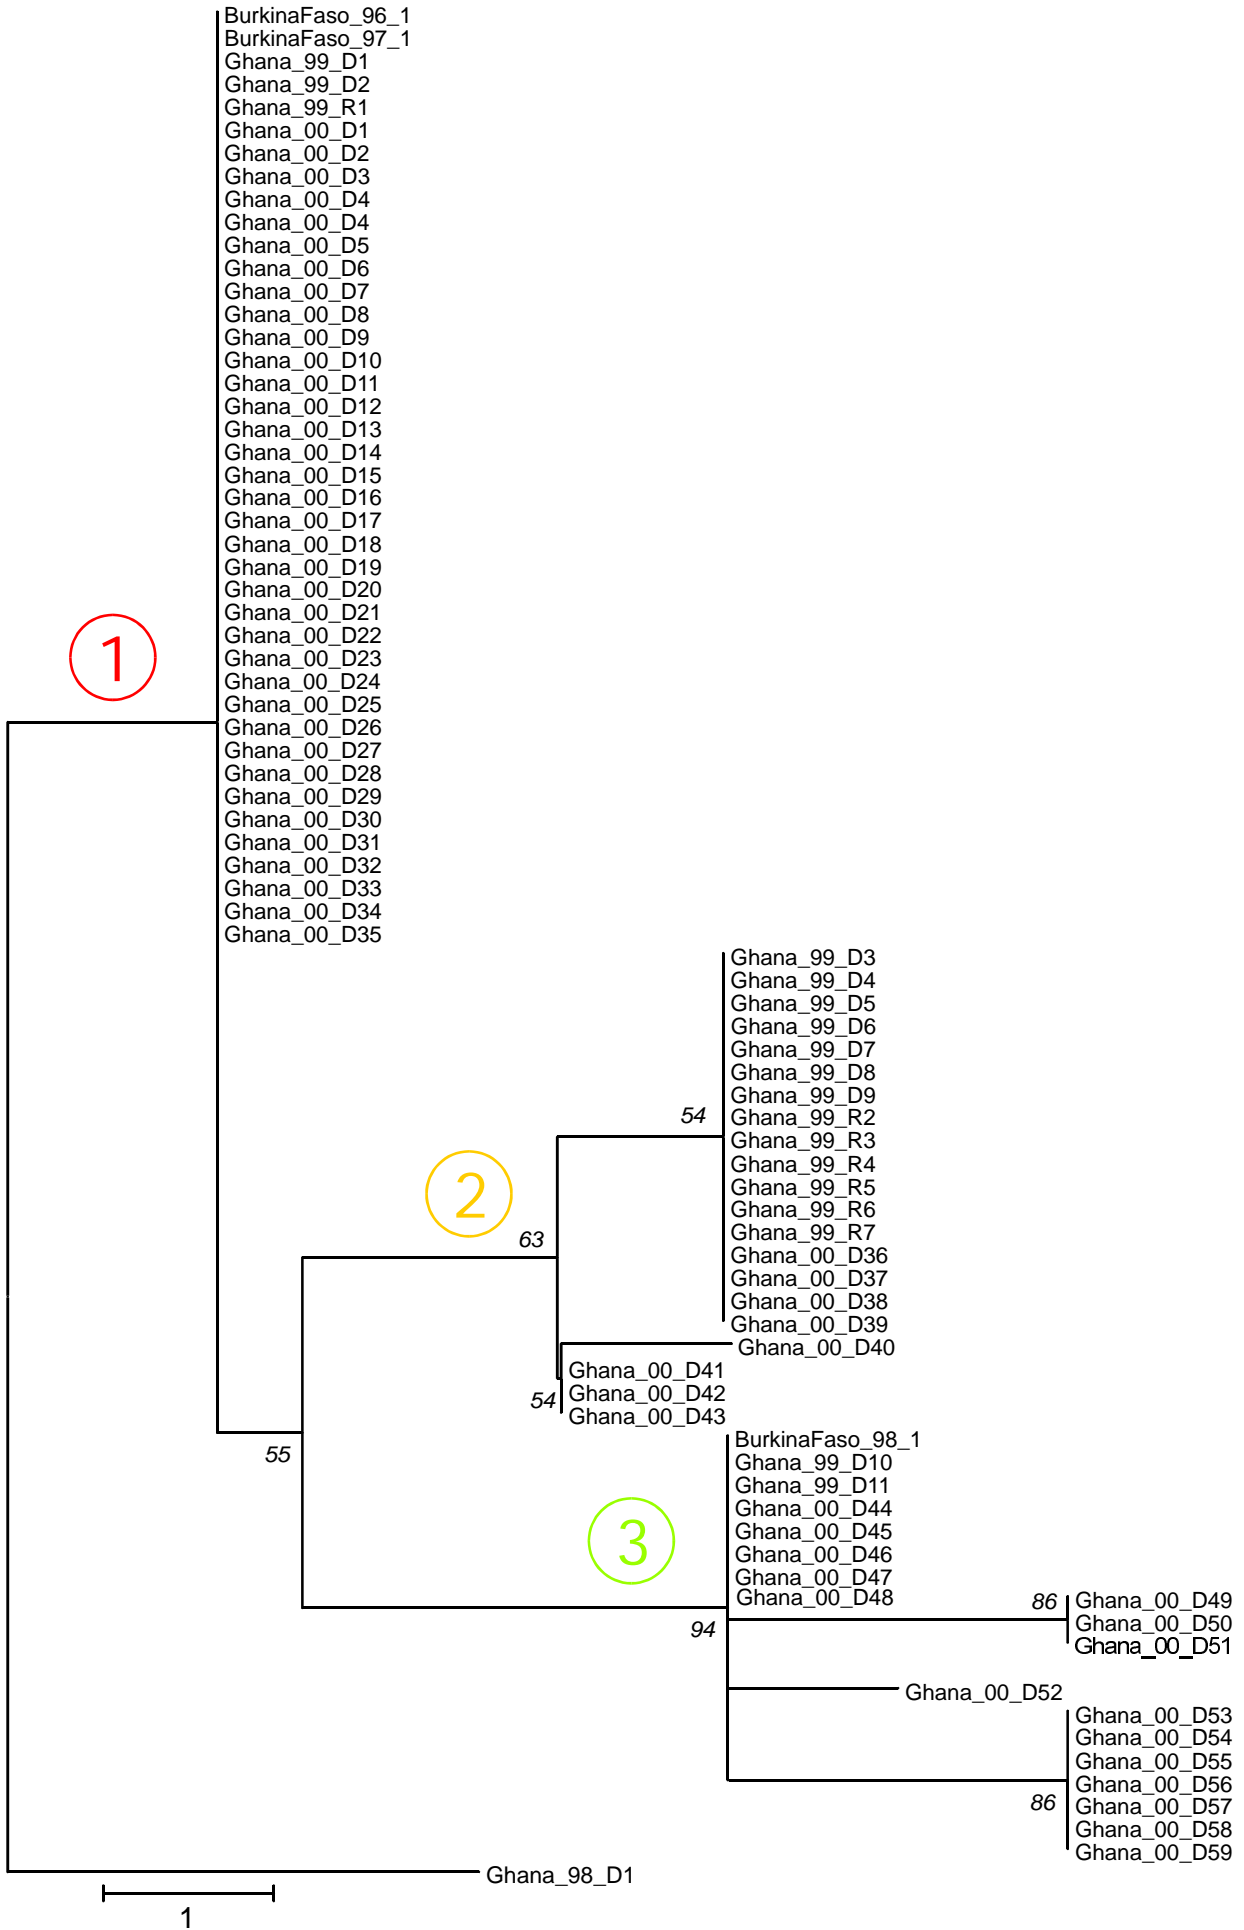 BurkinaFaso_96_1
BurkinaFaso_97_1
Ghana_99_D1
Ghana_99_D2
Ghana_99_R1
Ghana_00_D1
Ghana_00_D2
Ghana_00_D3
Ghana_00_D4
Ghana_00_D4
Ghana_00_D5
Ghana_00_D6
Ghana_00_D7
Ghana_00_D8
Ghana_00_D9
Ghana_00_D10
Ghana_00_D11
Ghana_00_D12
Ghana_00_D13
Ghana_00_D14
Ghana_00_D15
Ghana_00_D16
Ghana_00_D17
Ghana_00_D18
Ghana_00_D19
Ghana_00_D20
Ghana_00_D21
Ghana_00_D22
Ghana_00_D23
Ghana_00_D24
Ghana_00_D25
Ghana_00_D26
Ghana_00_D27
Ghana_00_D28
Ghana_00_D29
Ghana_00_D30
Ghana_00_D31
Ghana_00_D32
Ghana_00_D33
Ghana_00_D34
Ghana_00_D35
1
Ghana_99_D3
Ghana_99_D4
Ghana_99_D5
Ghana_99_D6
Ghana_99_D7
Ghana_99_D8
Ghana_99_D9
Ghana_99_R2
Ghana_99_R3
Ghana_99_R4
Ghana_99_R5
Ghana_99_R6
Ghana_99_R7
Ghana_00_D36
Ghana_00_D37
Ghana_00_D38
Ghana_00_D39
54
2
63
Ghana_00_D40
Ghana_00_D41
Ghana_00_D42
Ghana_00_D43
54
55
BurkinaFaso_98_1
Ghana_99_D10
Ghana_99_D11
Ghana_00_D44
Ghana_00_D45
Ghana_00_D46
Ghana_00_D47
Ghana_00_D48
3
94
86
Ghana_00_D49
Ghana_00_D50
Ghana_00_D51
Ghana_00_D52
Ghana_00_D53
Ghana_00_D54
Ghana_00_D55
Ghana_00_D56
Ghana_00_D57
Ghana_00_D58
Ghana_00_D59
86
Ghana_98_D1
1